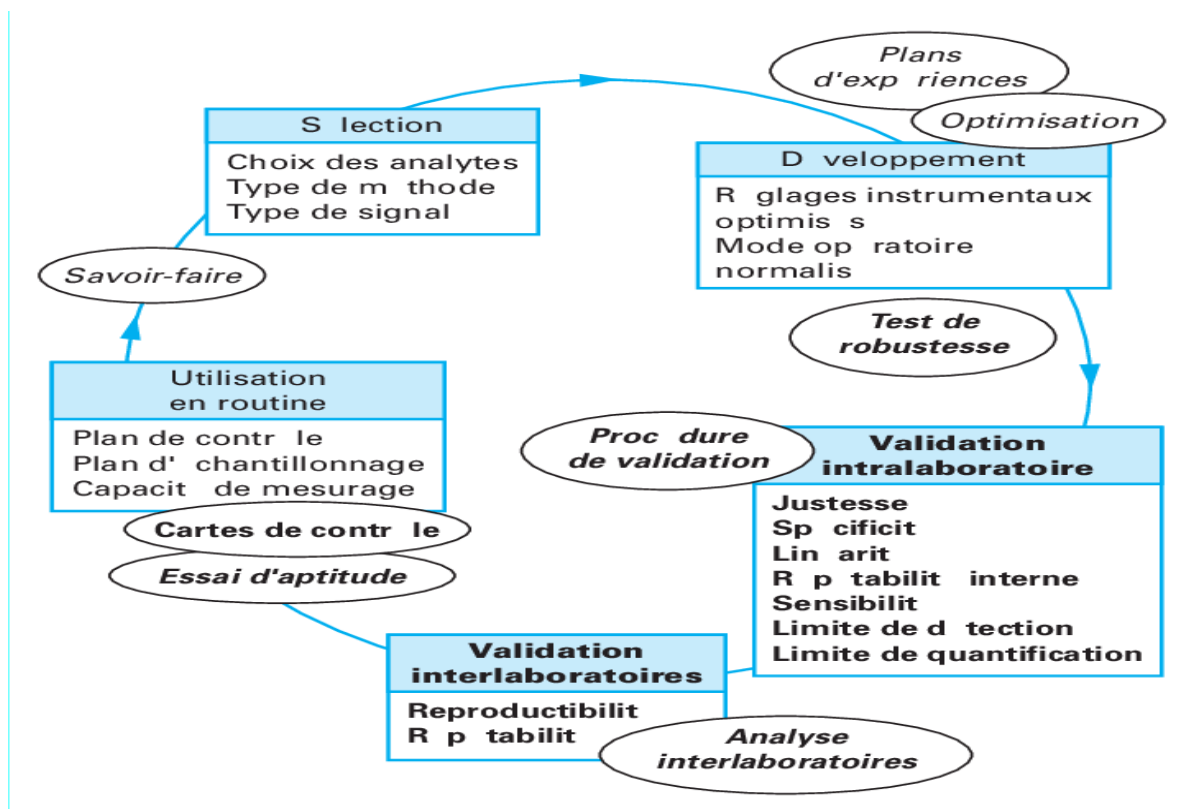 Plans
d'exp riences
Optimisation
S lection
Choix des analytes
Type de m thode
Type de signal
D veloppement
R glages instrumentaux
optimis s
Mode op ratoire
normalis
Savoir-faire
Test de
robustesse
Utilisation
en routine
Plan de contr le
Plan d' chantillonnage
Capacit de mesurage
Cartes de contr le
Essai d'aptitude
Proc dure
de validation
Validation
intralaboratoire
Justesse
Sp cificit
Lin arit
R p tabilit interne
Sensibilit
Limite de d tection
Limite de quantification
Validation
interlaboratoires
Reproductibilit
R p tabilit
Analyse
interlaboratoires